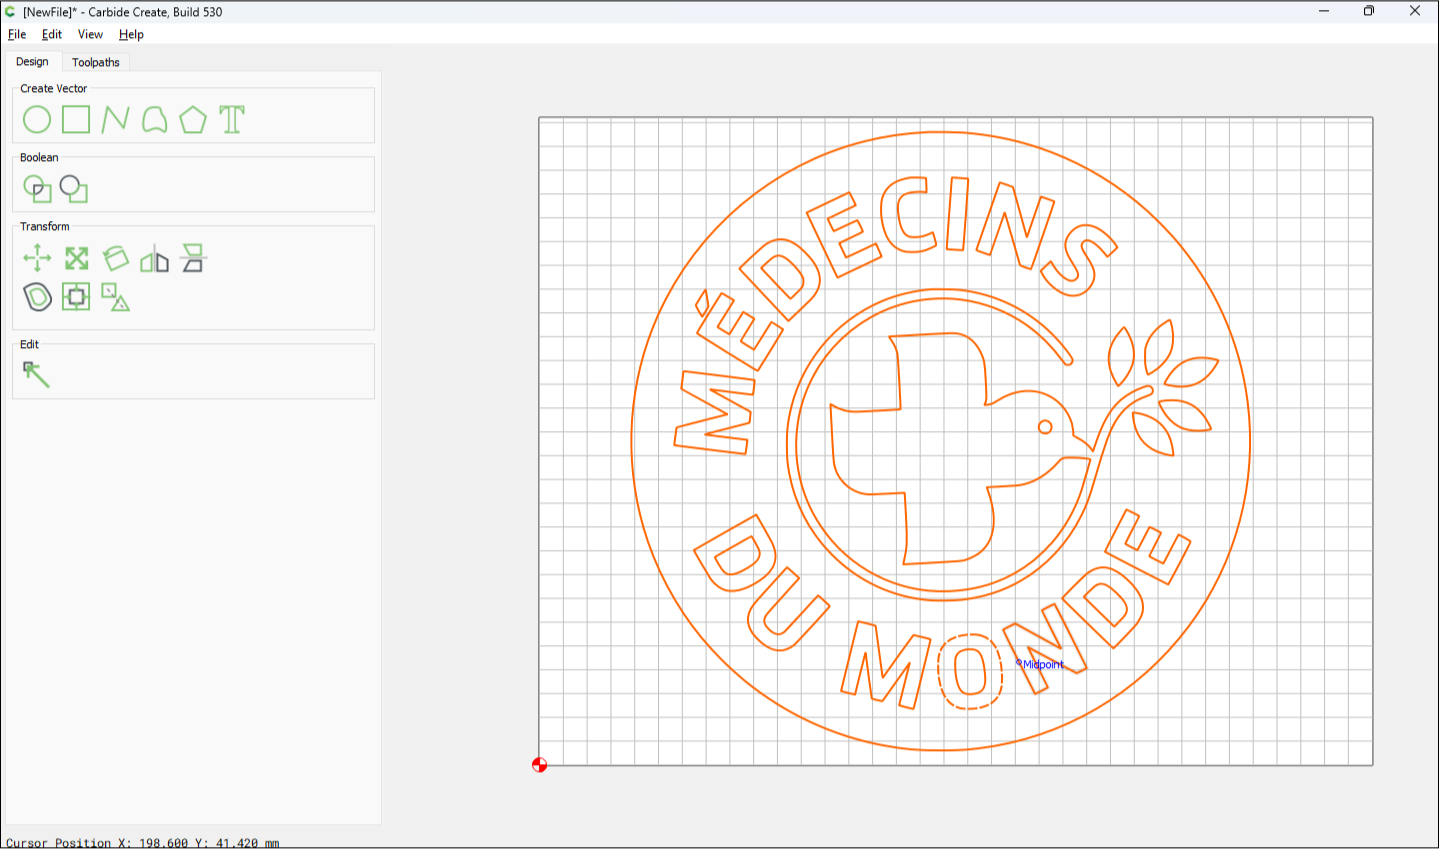 [NewFile]* - Carbide Create, Build 530
File Edit View Help
Design Toolpaths
Create Vector
Boolean
Transform
Edit
MÉDECINS
DU MONDE
Midpoint
Cursor Position X: 198.600 Y: 41.420 mm